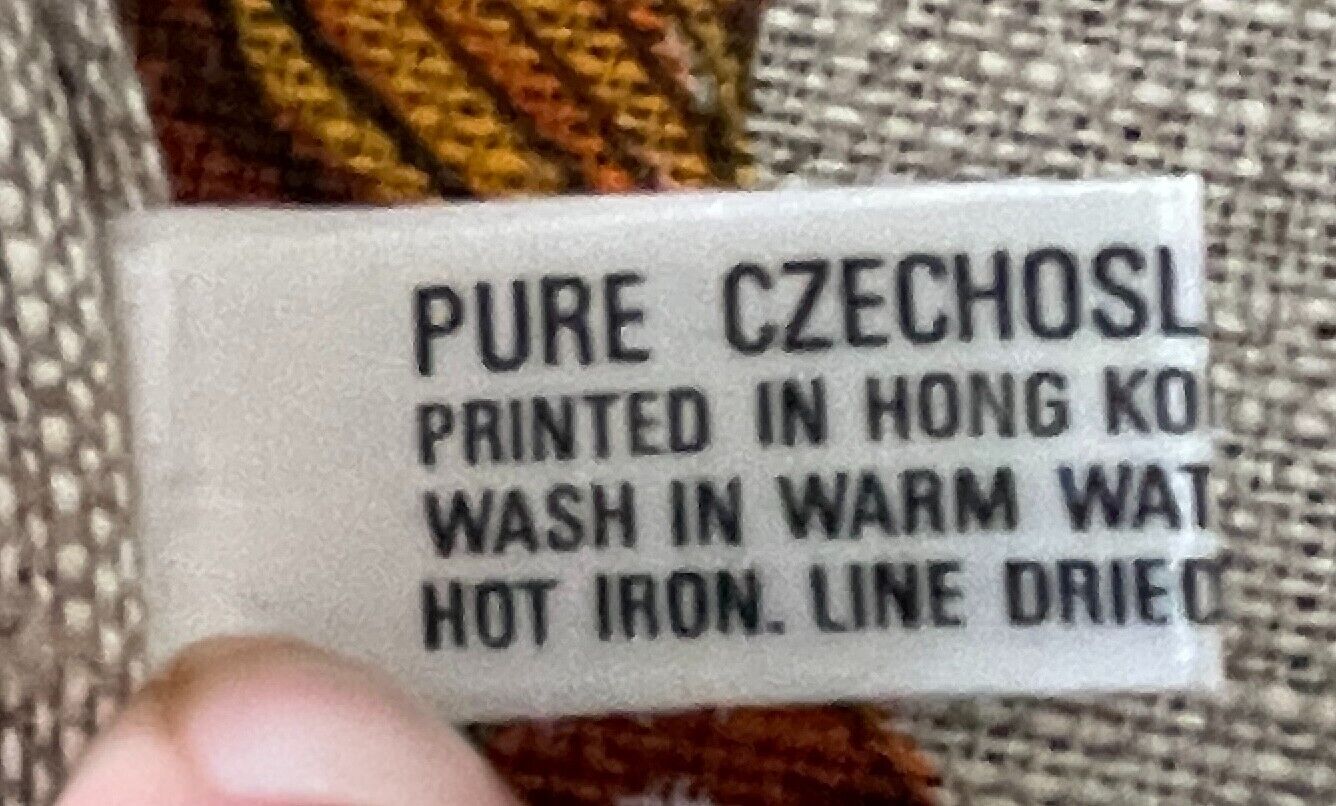 PURE CZECHOSL
PRINTED IN HONG KO
WASH IN WARM WAT
HOT IRON. LINE DRIED